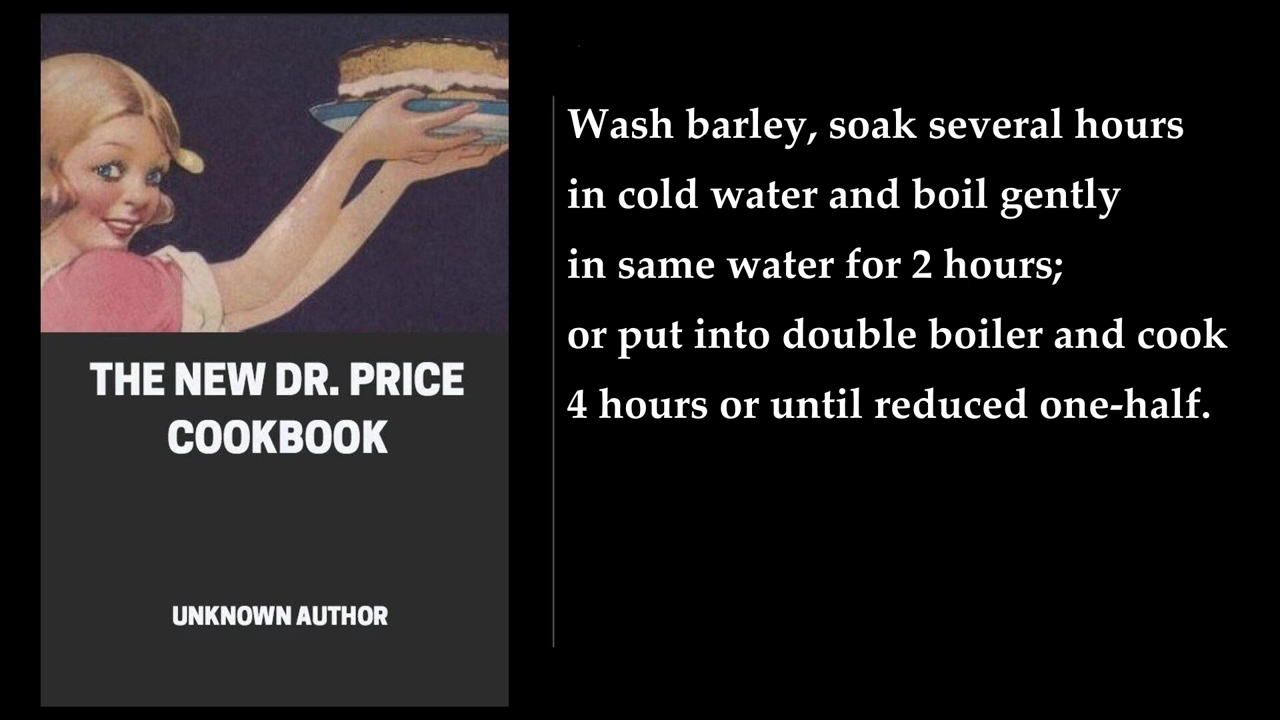 THE NEW DR. PRICE
COOKBOOK
UNKNOWN AUTHOR
Wash barley, soak several hours
in cold water and boil gently
in same water for 2 hours;
or put into double boiler and cook
4 hours or until reduced one-half.